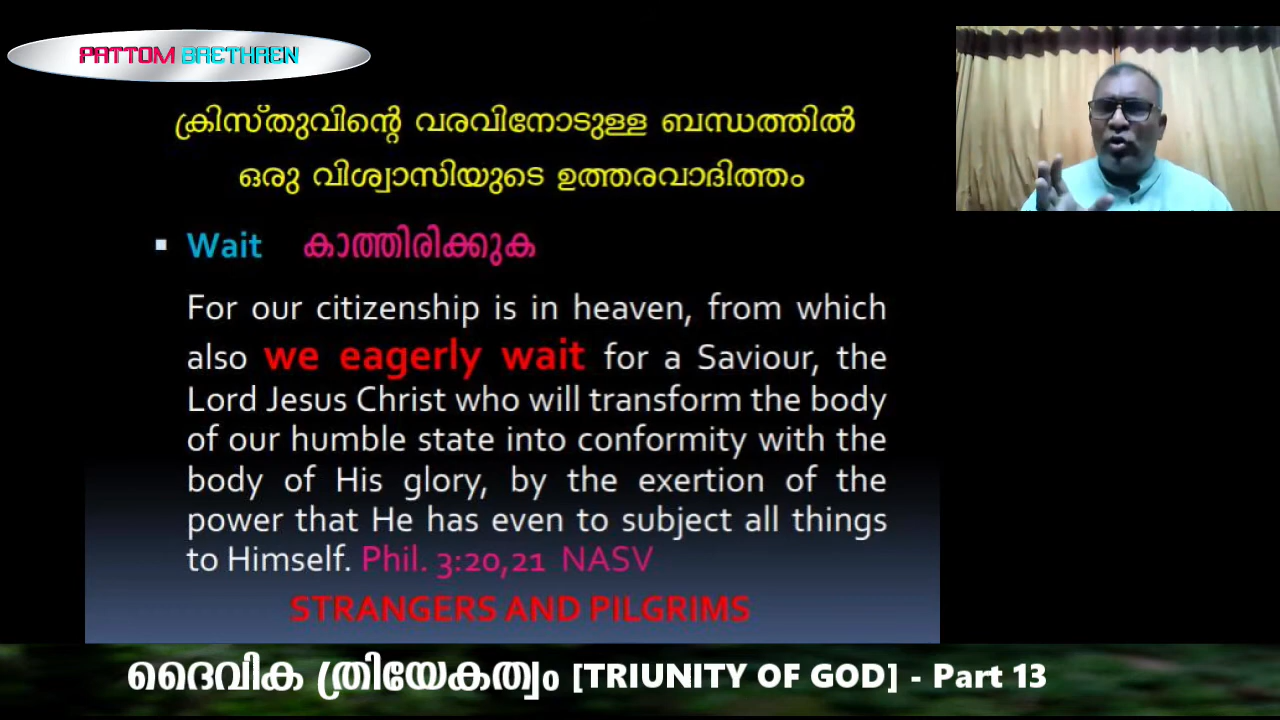 PATTOM BRETHREN
ക്രിസ്തുവിന്റെ വരവിനോടുള്ള ബന്ധത്തിൽ
ഒരു വിശ്വാസിയുടെ ഉത്തരവാദിത്തം
▪ Wait കാത്തിരിക്കുക
For our citizenship is in heaven, from which
also we eagerly wait for a Saviour, the
Lord Jesus Christ who will transform the body
of our humble state into conformity with the
body of His glory, by the exertion of the
power that He has even to subject all things
to Himself. Phil. 3:20,21 NASV
STRANGERS AND PILGRIMS
ദൈവിക ത്രിയേകത്വം [TRIUNITY OF GOD] - Part 13